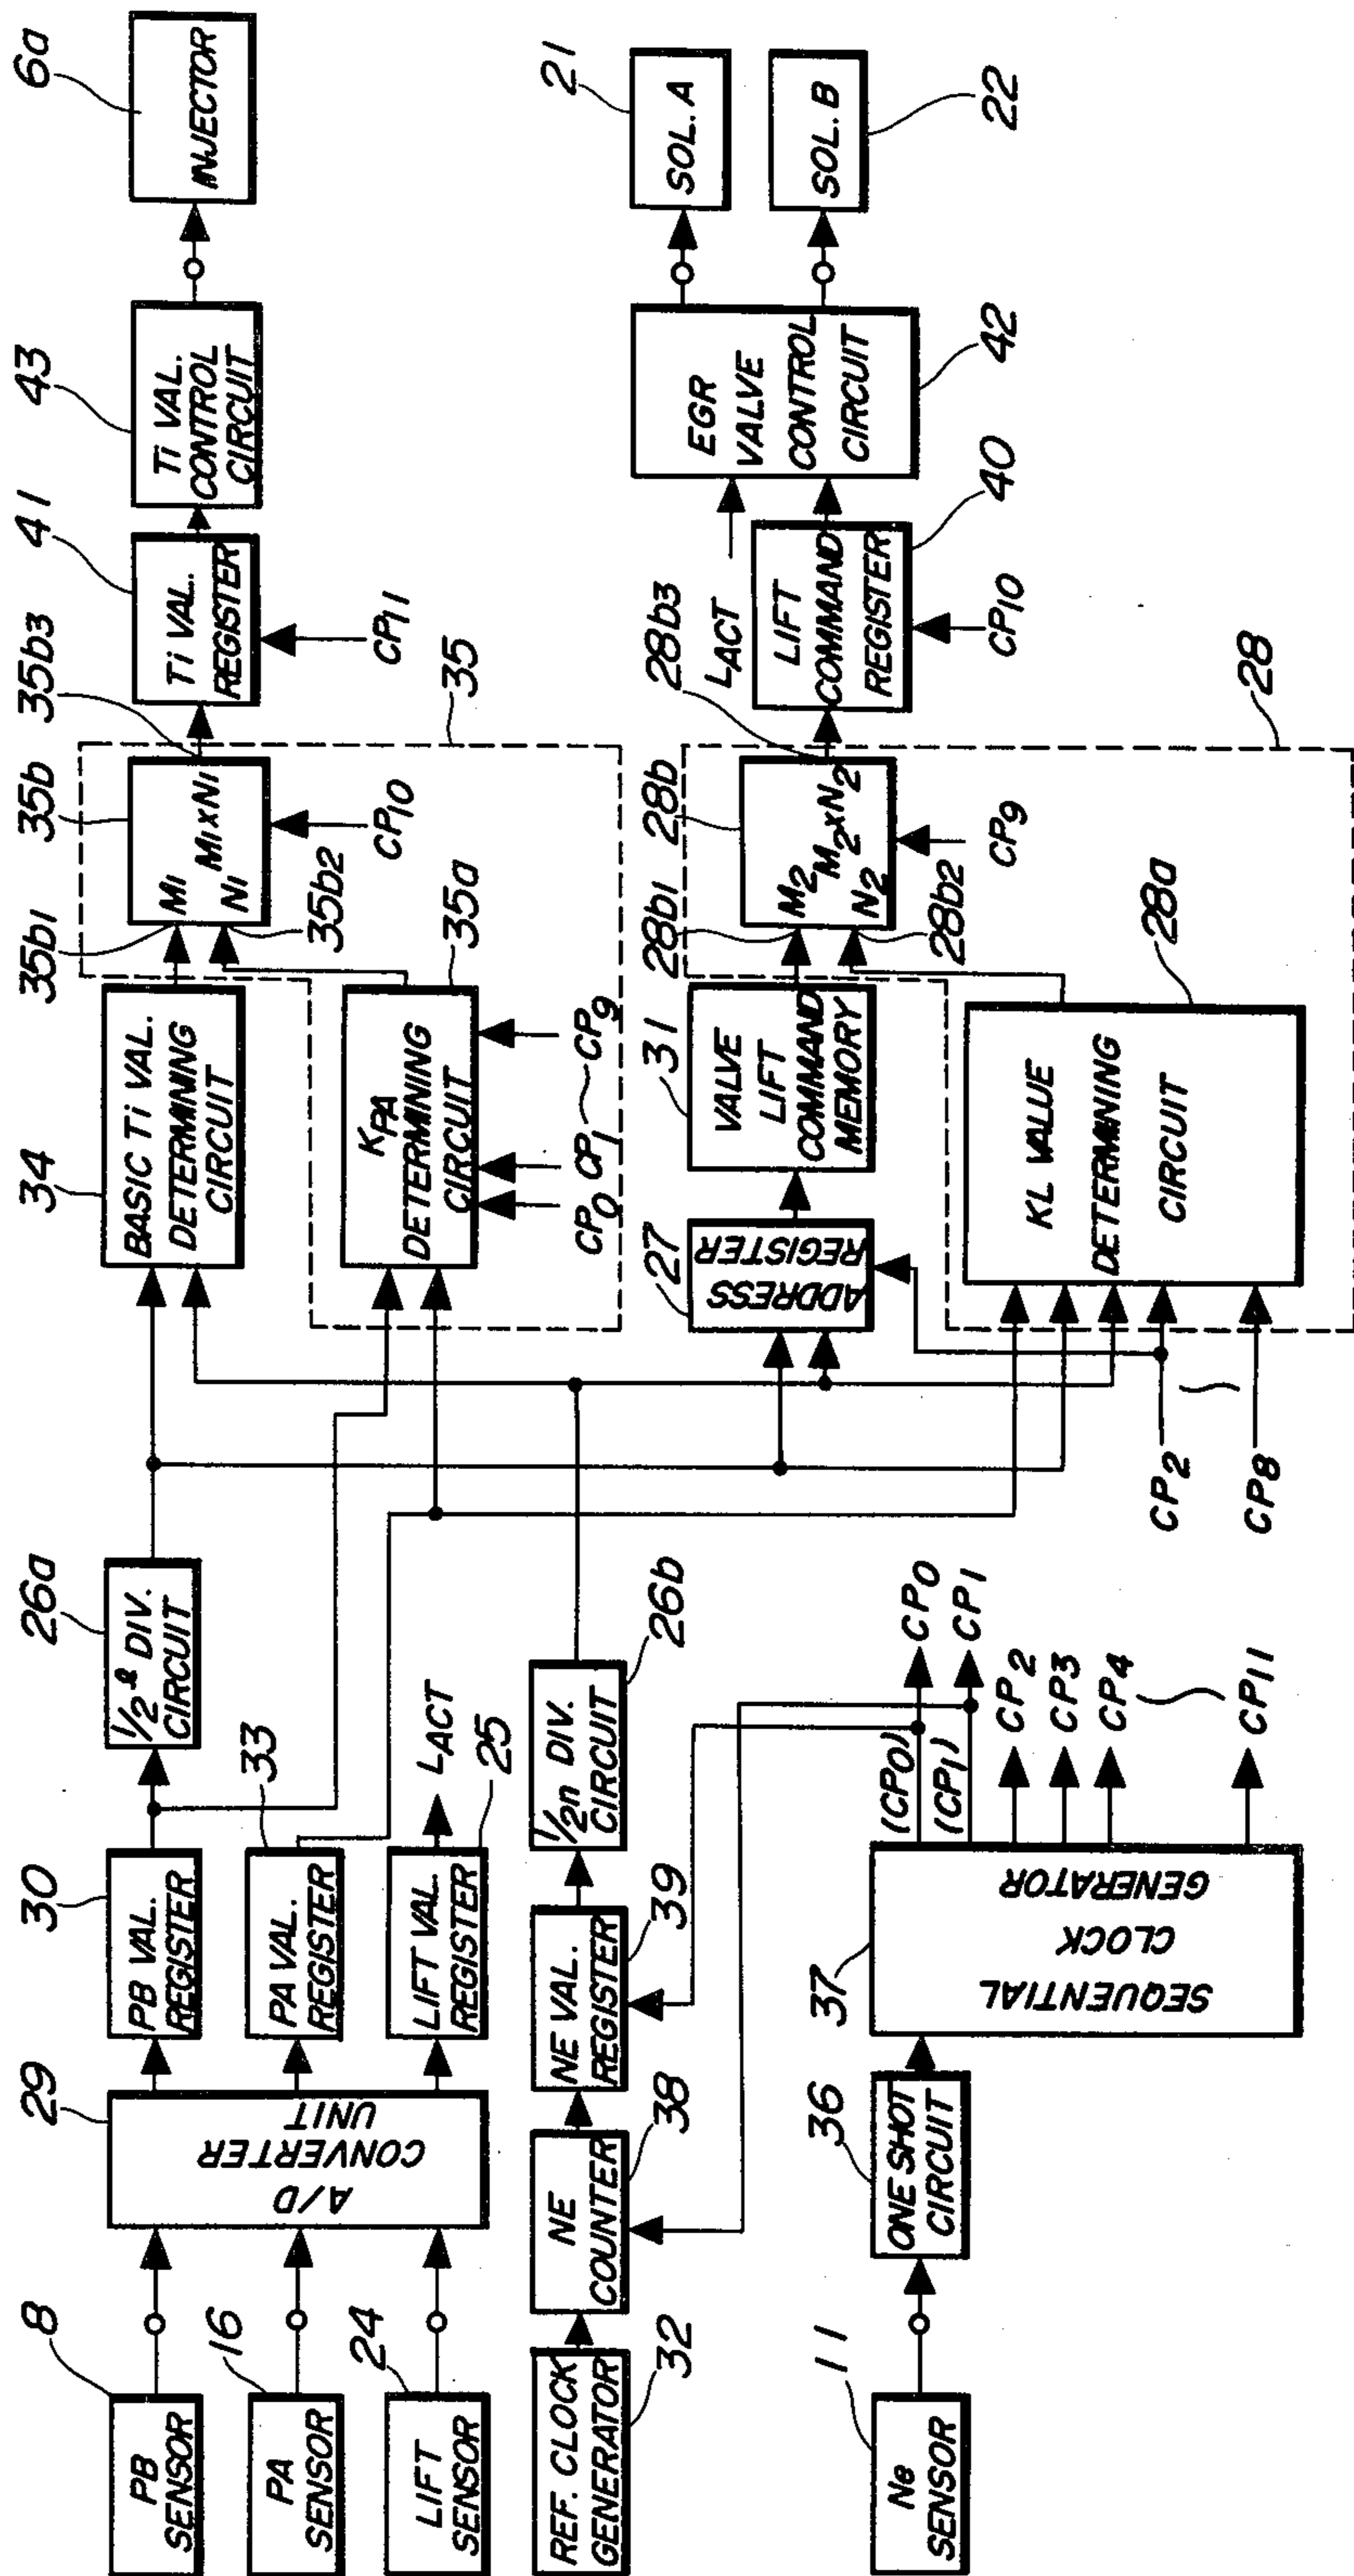 8
PB
SENSOR
16
PA
SENSOR
24
LIFT
SENSOR
29
A/D
CONVERTER
UNIT
30
PB VAL.
REGISTER
33
PA VAL.
REGISTER
LIFT VAL.
REGISTER
25
LACT
26a
1/2ℓ DIV.
CIRCUIT
REF. CLOCK
GENERATOR
32
NE
COUNTER
38
NE VAL.
REGISTER
39
1/2n DIV.
CIRCUIT
26b
11
Ne
SENSOR
36
ONE SHOT
CIRCUIT
37
SEQUENTIAL
CLOCK
GENERATOR
(CP0)
(CP1)
CP0
CP1
CP2
CP3
CP4
CP11
34
BASIC Ti VAL.
DETERMINING
CIRCUIT
KPA
DETERMINING
CIRCUIT
35a
CP0
CP1
CP9
35b1
35b
35b3
M1
M1xN1
N1
35b2
CP10
35
41
Ti VAL.
REGISTER
CP11
43
Ti VAL.
CONTROL
CIRCUIT
6a
INJECTOR
27
ADDRESS
REGISTER
31
VALVE
LIFT
COMMAND
MEMORY
28b1
28b
28b3
M2
M2xN2
N2
28b2
CP9
KL VALUE
DETERMINING
CIRCUIT
28a
CP2
CP8
28
LACT
LIFT
COMMAND
REGISTER
40
CP10
EGR
VALVE
CONTROL
CIRCUIT
42
21
SOL. A
SOL. B
22